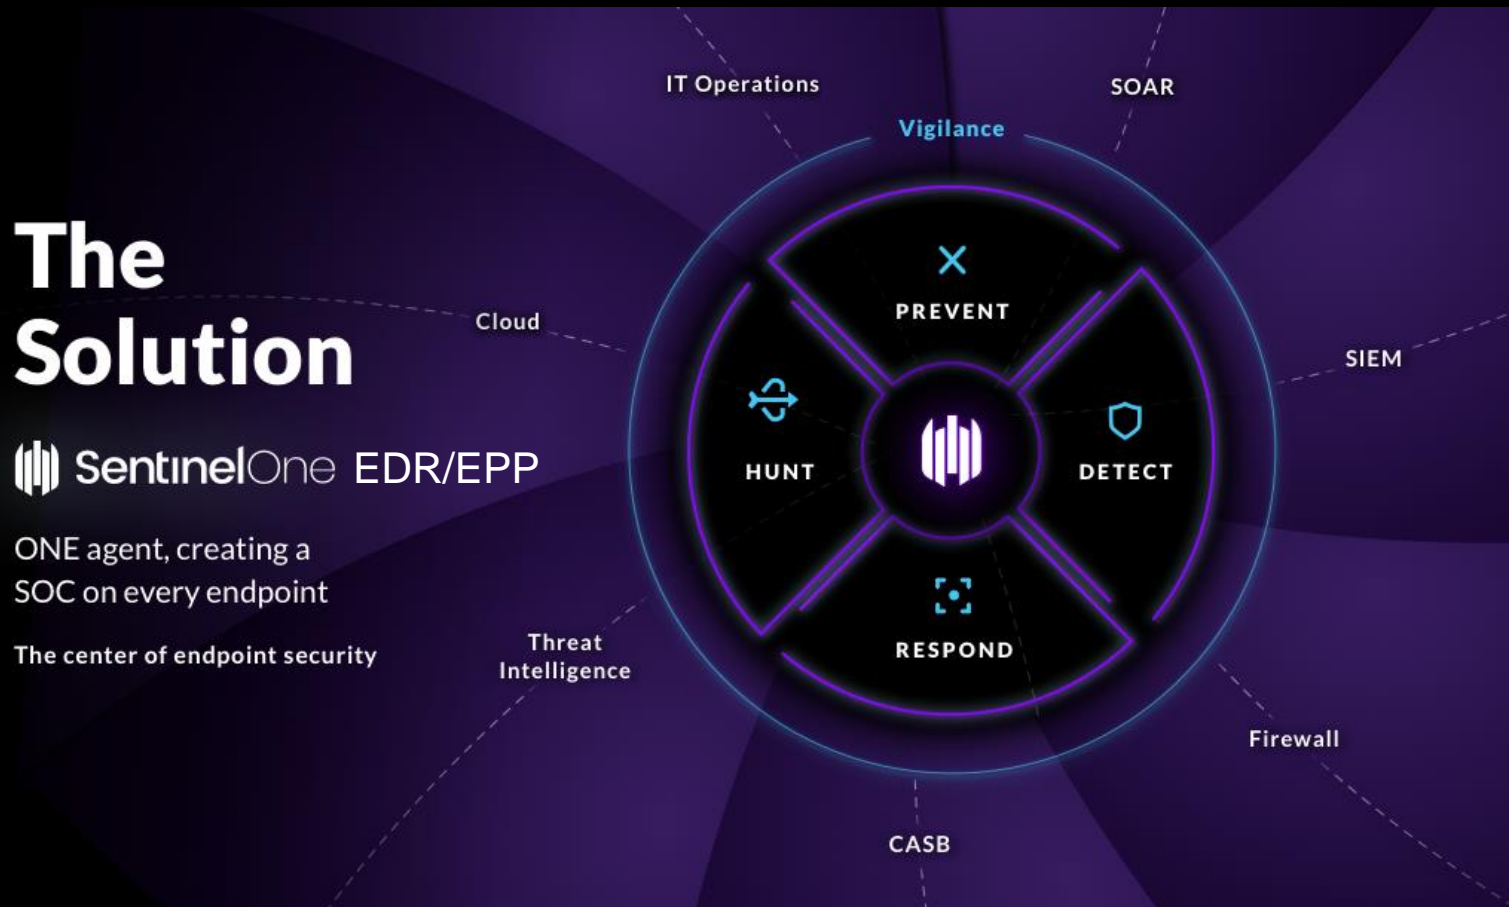 The
Solution
SentinelOne EDR/EPP
ONE agent, creating a
SOC on every endpoint
The center of endpoint security
IT Operations
SOAR
Vigilance
Cloud
SIEM
PREVENT
HUNT
DETECT
RESPOND
Threat
Intelligence
Firewall
CASB